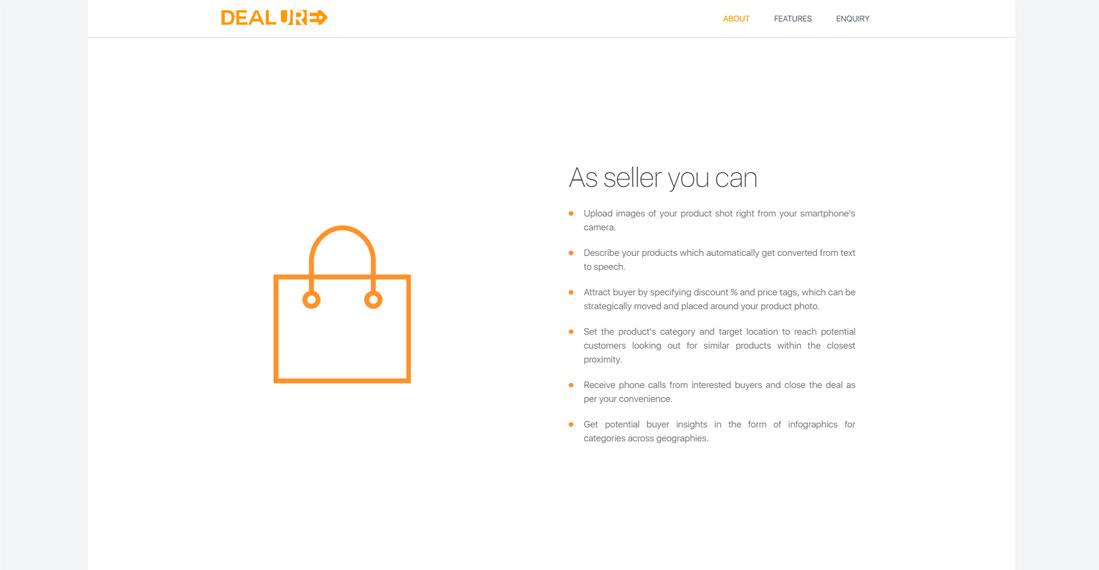 DEAL URE
ABOUT
FEATURES
ENQUIRY
As seller you can
Upload images of your product shot right from your smartphone's
camera.
Describe your products which automatically get converted from text
to speech.
Attract buyer by specifying discount % and price tags, which can be
strategically moved and placed around your product photo.
Set the product's category and target location to reach potential
customers looking out for similar products within the closest
proximity.
Receive phone calls from interested buyers and close the deal as
per your convenience.
Get potential buyer insights in the form of infographics for
categories across geographies.